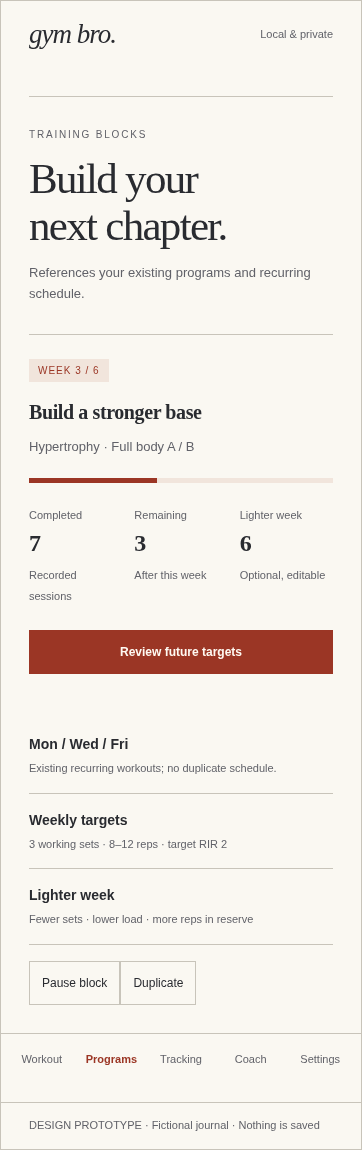 gym bro.
Local & private
TRAINING BLOCKS
Build your
next chapter.
References your existing programs and recurring
schedule.
WEEK 3 / 6
Build a stronger base
Hypertrophy · Full body A / B
Completed Remaining Lighter week
7 3 6
Recorded After this week Optional, editable
sessions
Review future targets
Mon / Wed / Fri
Existing recurring workouts; no duplicate schedule.
Weekly targets
3 working sets · 8–12 reps · target RIR 2
Lighter week
Fewer sets · lower load · more reps in reserve
Pause block Duplicate
Workout Programs Tracking Coach Settings
DESIGN PROTOTYPE · Fictional journal · Nothing is saved